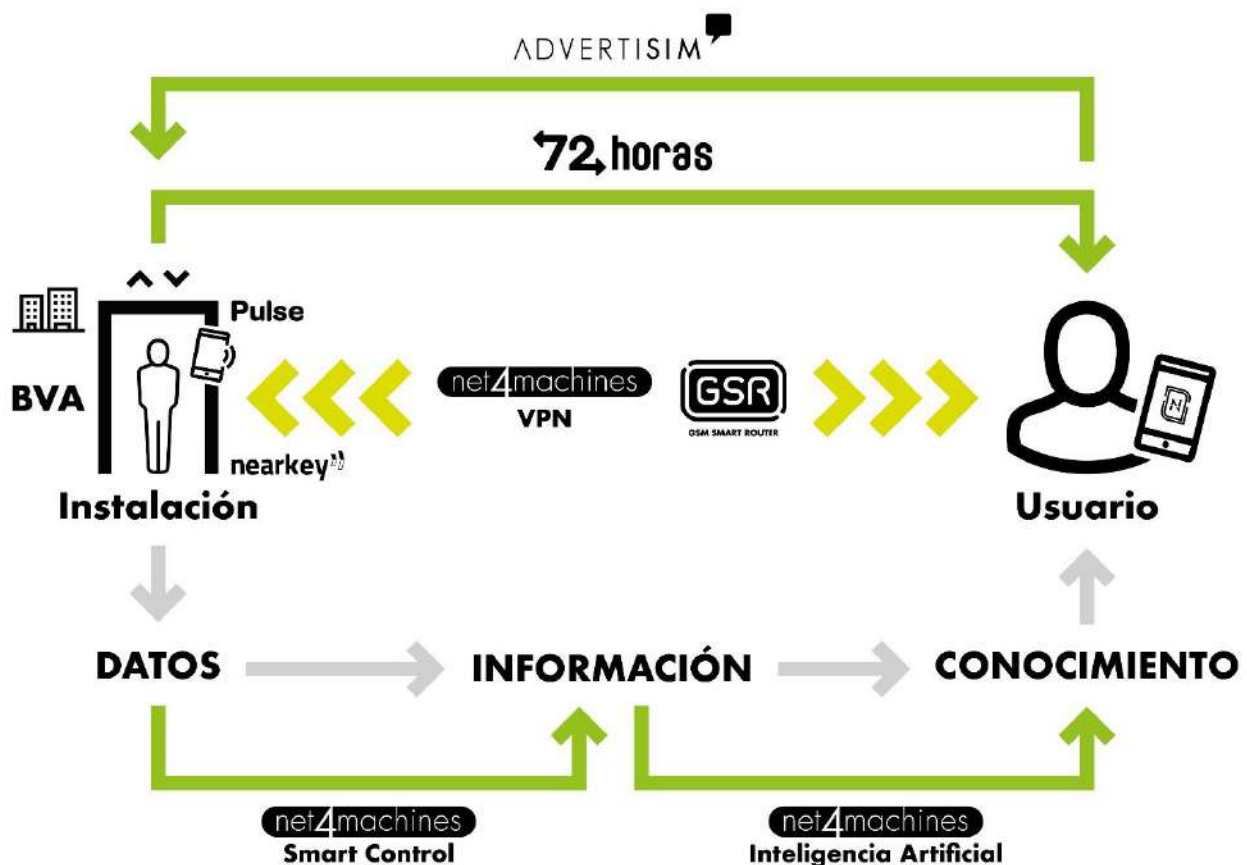 ADVERTISIM
72 horas
Pulse
BVA
net4machines
VPN
GSR
GSM SMART ROUTER
N
nearkey
Instalación
Usuario
DATOS
INFORMACIÓN
CONOCIMIENTO
net4machines
Smart Control
net4machines
Inteligencia Artificial